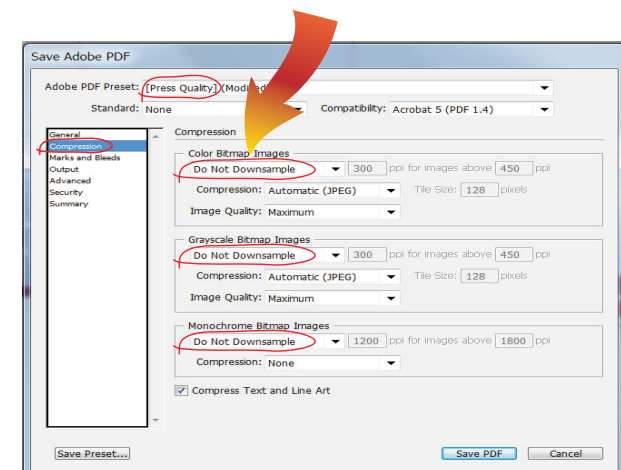 Save Adobe PDF
Adobe PDF Preset: [Press Quality] (Modified)
Standard: None Compatibility: Acrobat 5 (PDF 1.4)
General
Compression
Marks and Bleeds
Output
Advanced
Security
Summary
Compression
Color Bitmap Images
Do Not Downsample 300 ppi for images above 450 ppi
Compression: Automatic (JPEG) Tile Size: 128 pixels
Image Quality: Maximum
Grayscale Bitmap Images
Do Not Downsample 300 ppi for images above 450 ppi
Compression: Automatic (JPEG) Tile Size: 128 pixels
Image Quality: Maximum
Monochrome Bitmap Images
Do Not Downsample 1200 ppi for images above 1800 ppi
Compression: None
Compress Text and Line Art
Save Preset... Save PDF Cancel